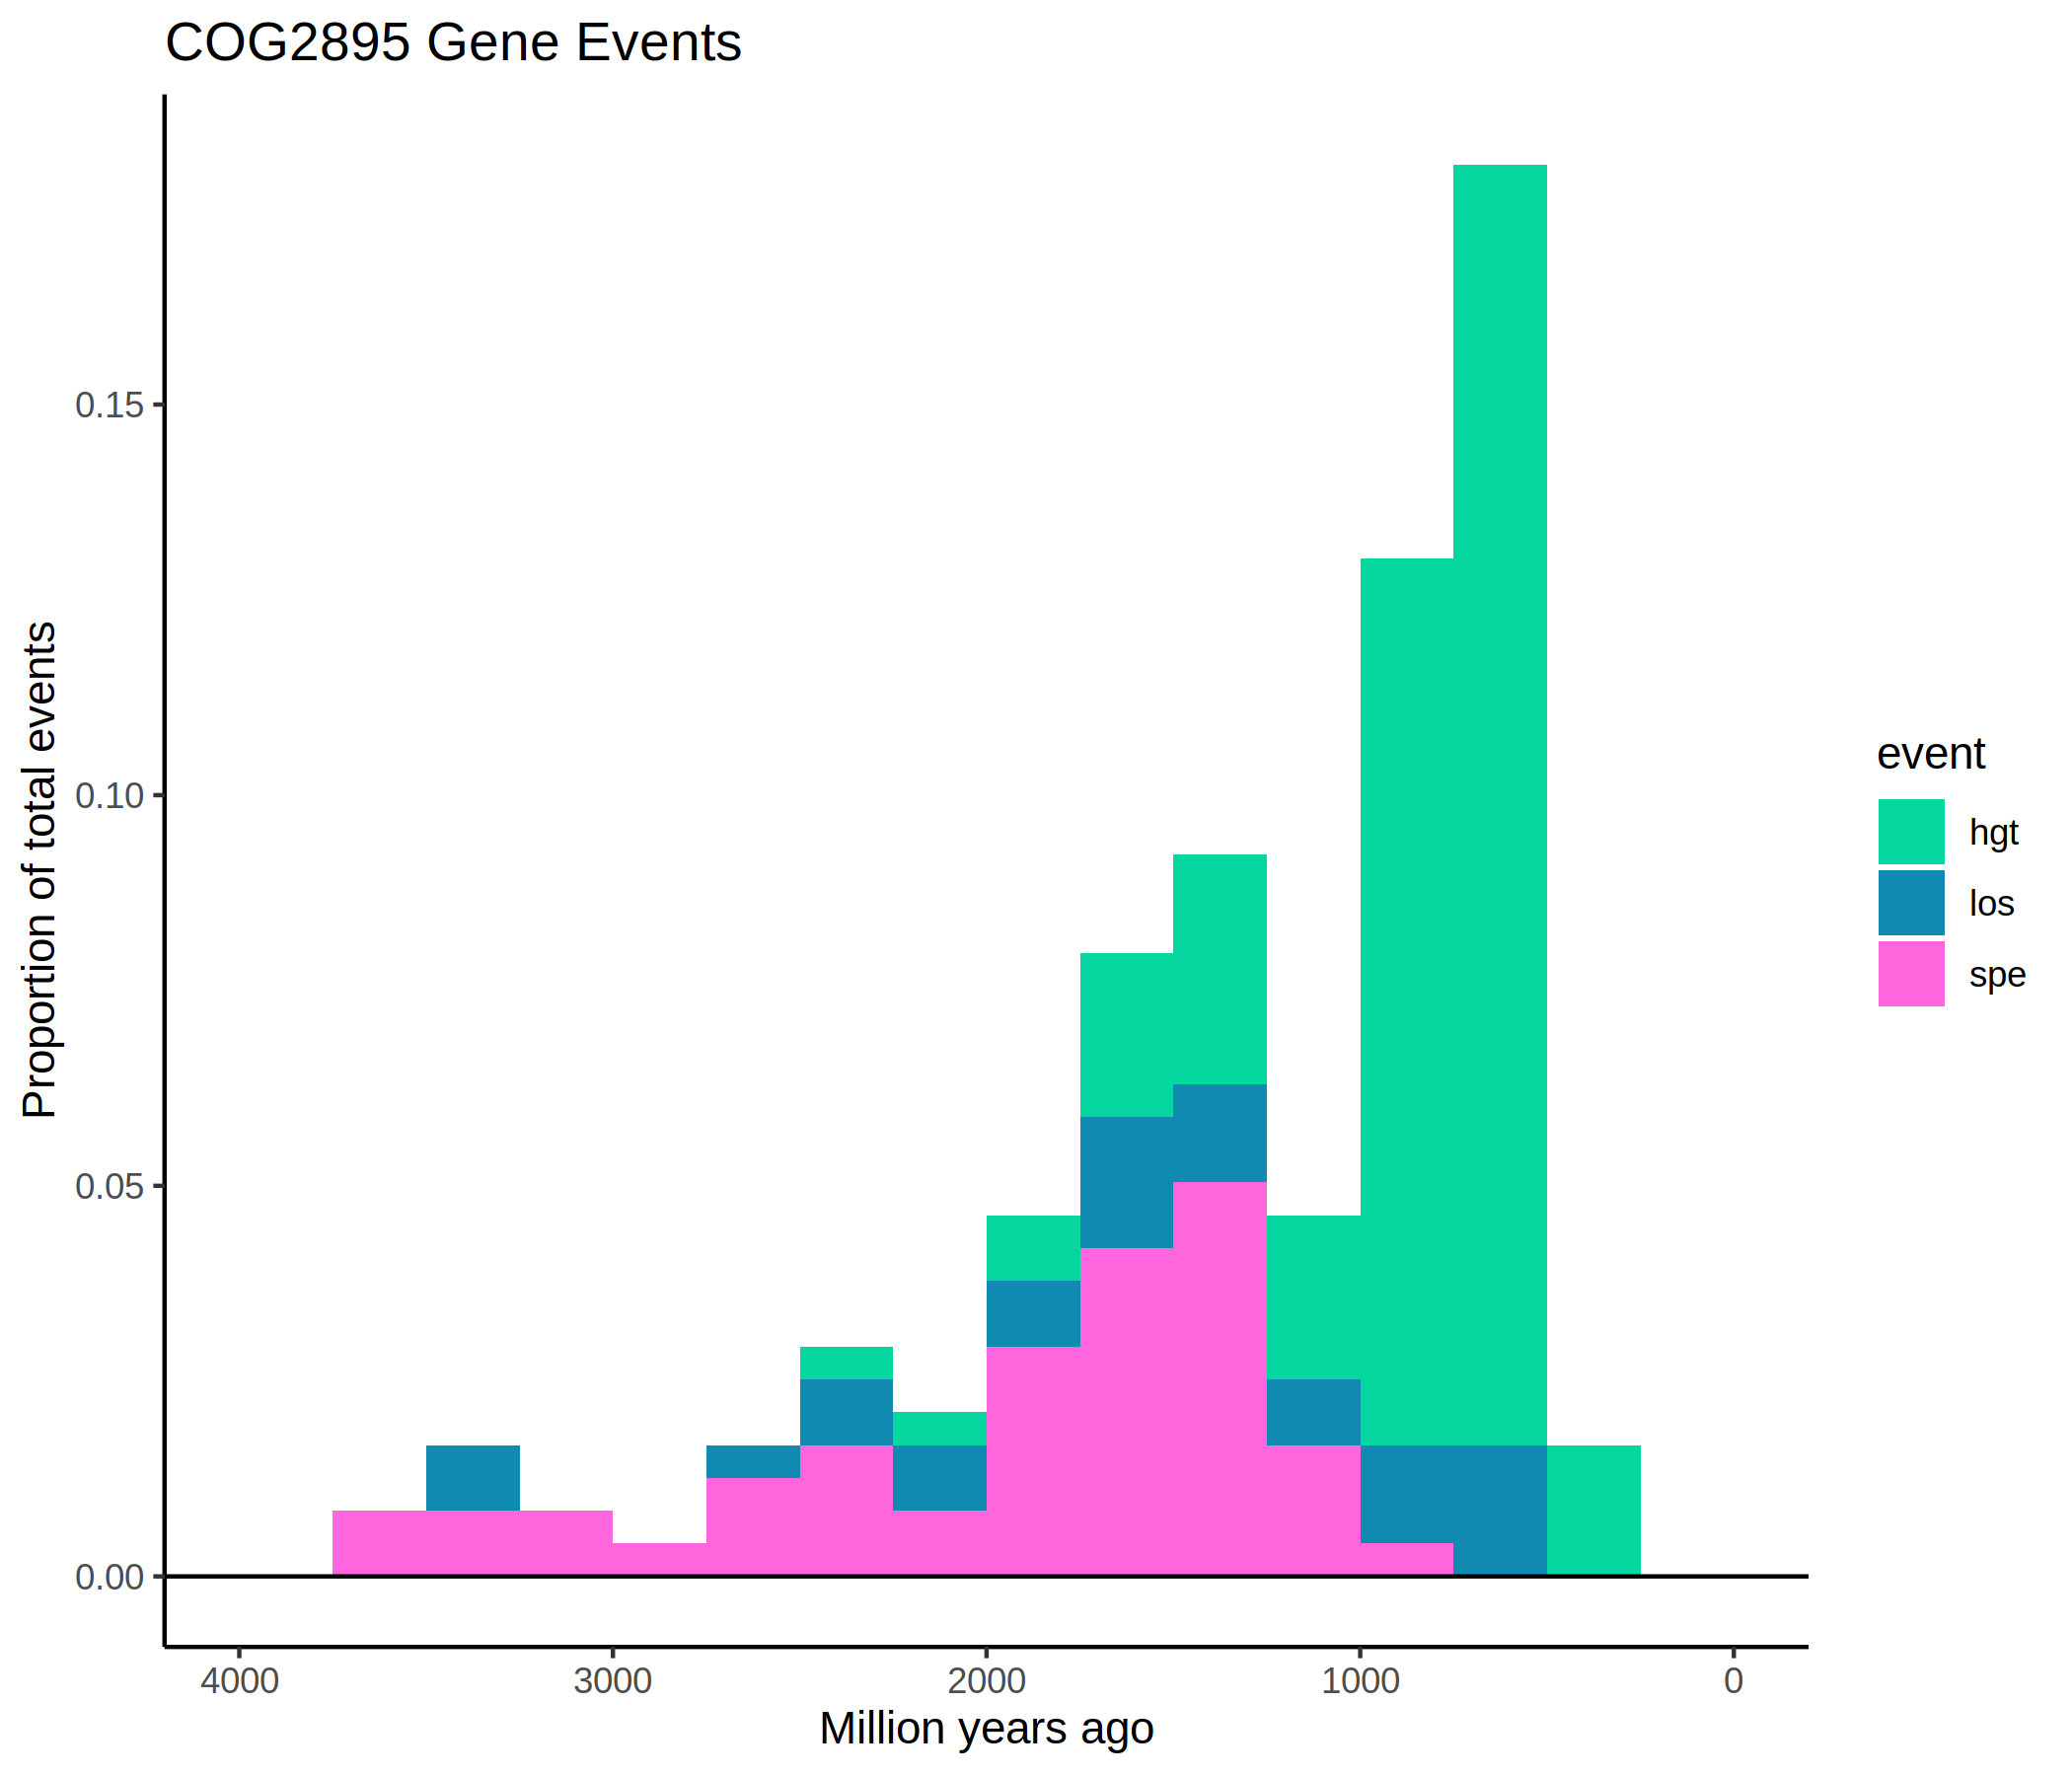 COG2895 Gene Events
Proportion of total events
0.15
0.10
0.05
0.00
4000 3000 2000 1000 0
Million years ago
event
hgt
los
spe